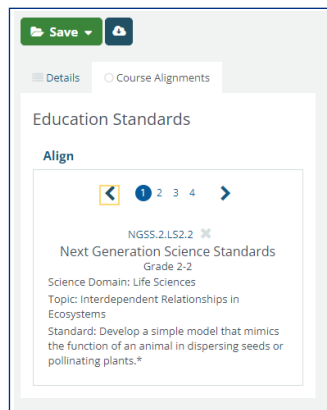 Save
Details
Course Alignments
Education Standards
Align
1 2 3 4
NGSS.2.LS2.2
Next Generation Science Standards
Grade 2-2
Science Domain: Life Sciences
Topic: Interdependent Relationships in
Ecosystems
Standard: Develop a simple model that mimics
the function of an animal in dispersing seeds or
pollinating plants.*